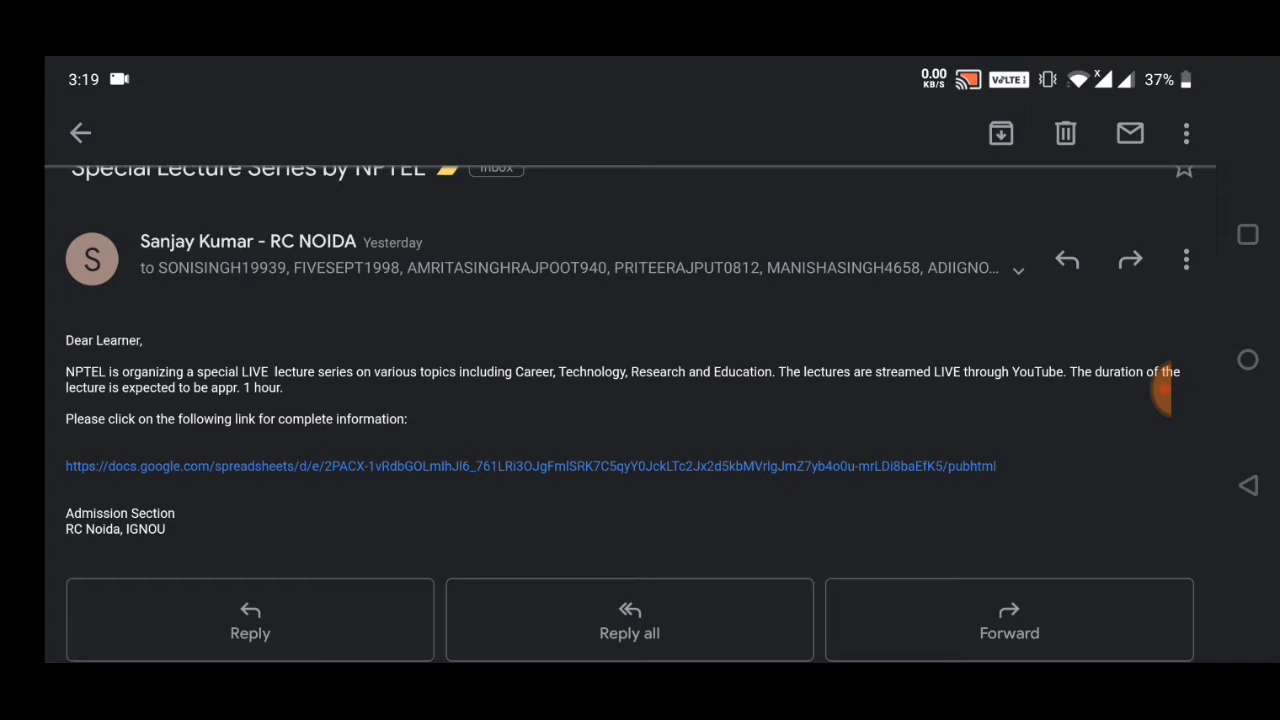 3:19
0.00 KB/S VoLTE 1 X 37%
Special Lecture Series by NPTEL Inbox
S
Sanjay Kumar - RC NOIDA Yesterday
to SONISINGH19939, FIVESEPT1998, AMRITASINGHRAJPOOT940, PRITEERAJPUT0812, MANISHASINGH4658, ADIIGNO...
Dear Learner,
NPTEL is organizing a special LIVE lecture series on various topics including Career, Technology, Research and Education. The lectures are streamed LIVE through YouTube. The duration of the
lecture is expected to be appr. 1 hour.
Please click on the following link for complete information:
https://docs.google.com/spreadsheets/d/e/2PACX-1vRdbGOLmIhJI6_761LRi3OJgFmlSRK7C5qyY0JckLTc2Jx2d5kbMVrlgJmZ7yb4o0u-mrLDi8baEfK5/pubhtml
Admission Section
RC Noida, IGNOU
Reply
Reply all
Forward